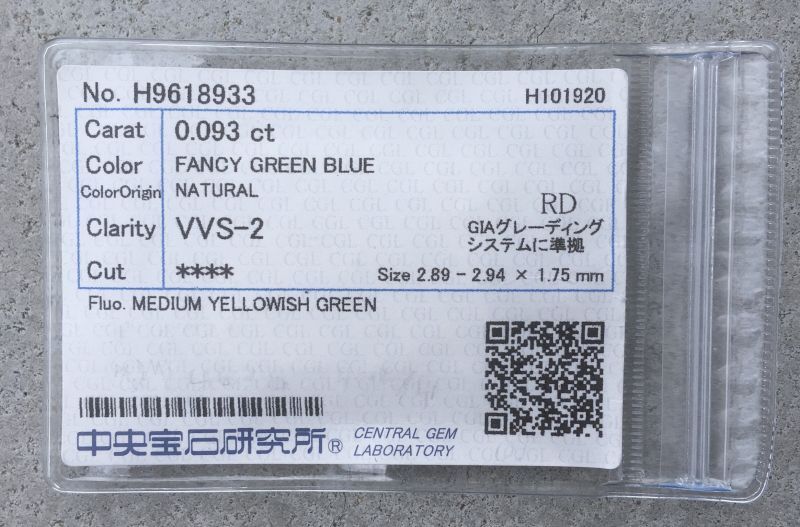 No. H9618933 H101920
Carat 0.093 ct
Color FANCY GREEN BLUE
ColorOrigin NATURAL
Clarity VVS-2
RD
GIAグレーディング
システムに準拠
Cut **** Size 2.89 - 2.94 × 1.75 mm
Fluo. MEDIUM YELLOWISH GREEN
中央宝石研究所® CENTRAL GEM
LABORATORY